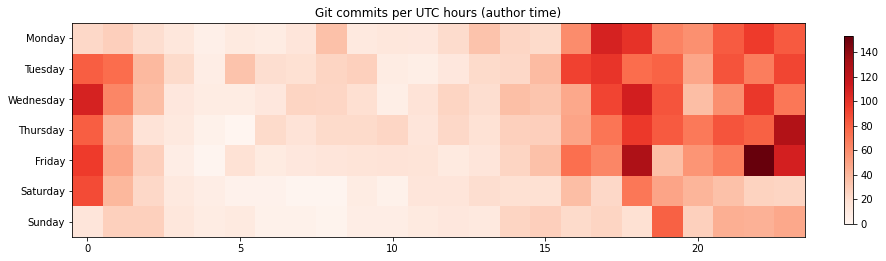 Git commits per UTC hours (author time)
Monday
Tuesday
Wednesday
Thursday
Friday
Saturday
Sunday
0 5 10 15 20
140
120
100
80
60
40
20
0